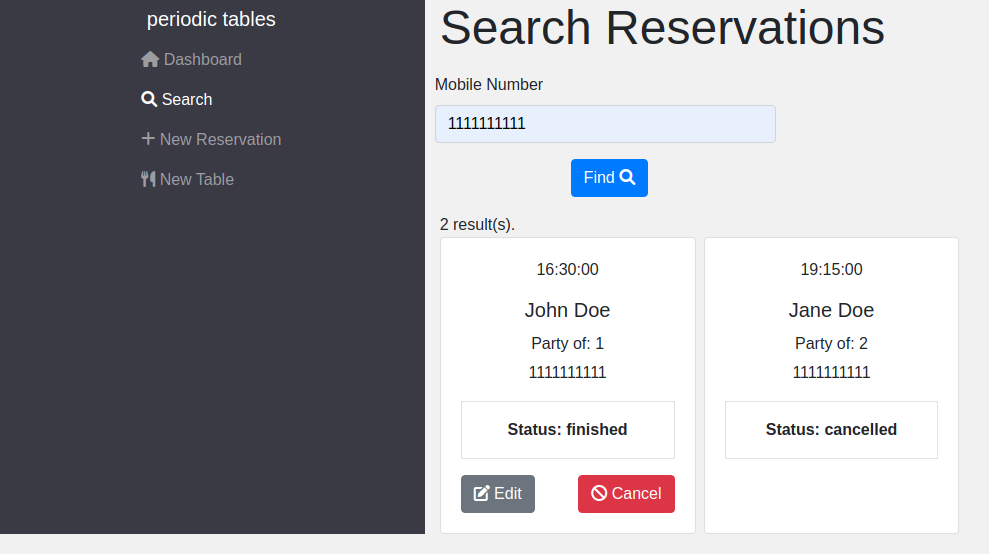 periodic tables
Dashboard
Search
New Reservation
New Table
Search Reservations
Mobile Number
1111111111
Find
2 result(s).
16:30:00
John Doe
Party of: 1
1111111111
Status: finished
Edit
Cancel
19:15:00
Jane Doe
Party of: 2
1111111111
Status: cancelled